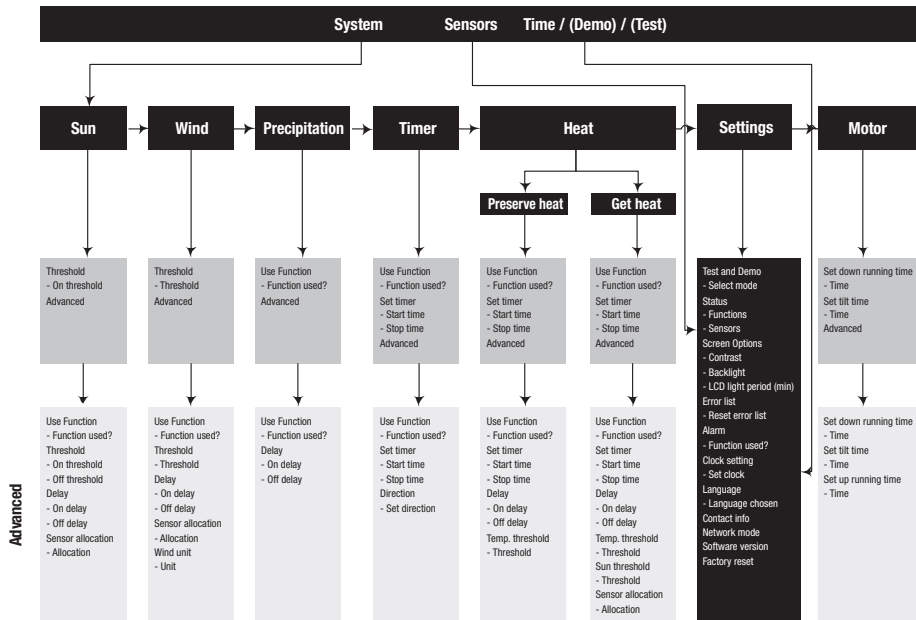 System Sensors Time / (Demo) / (Test)
Sun Wind Precipitation Timer Heat Settings Motor
Preserve heat Get heat
Threshold
- On threshold
Advanced
Threshold
- Threshold
Advanced
Use Function
- Function used?
Advanced
Use Function
- Function used?
Set timer
- Start time
- Stop time
Advanced
Use Function
- Function used?
Set timer
- Start time
- Stop time
Advanced
Use Function
- Function used?
Set timer
- Start time
- Stop time
Advanced
Test and Demo
- Select mode
Status
- Functions
- Sensors
Screen Options
- Contrast
- Backlight
- LCD light period (min)
Error list
- Reset error list
Alarm
- Function used?
Clock setting
- Set clock
Language
- Language chosen
Contact info
Network mode
Software version
Factory reset
Set down running time
- Time
Set tilt time
- Time
Advanced
Advanced
Use Function
- Function used?
Threshold
- On threshold
- Off threshold
Delay
- On delay
- Off delay
Sensor allocation
- Allocation
Use Function
- Function used?
Threshold
- Threshold
Delay
- On delay
- Off delay
Sensor allocation
- Allocation
Wind unit
- Unit
Use Function
- Function used?
Delay
- On delay
- Off delay
Use Function
- Function used?
Set timer
- Start time
- Stop time
Direction
- Set direction
Use Function
- Function used?
Set timer
- Start time
- Stop time
Delay
- On delay
- Off delay
Temp. threshold
- Threshold
Use Function
- Function used?
Set timer
- Start time
- Stop time
Delay
- On delay
- Off delay
Temp. threshold
- Threshold
Sun threshold
- Threshold
Sensor allocation
- Allocation
Set down running time
- Time
Set tilt time
- Time
Set up running time
- Time